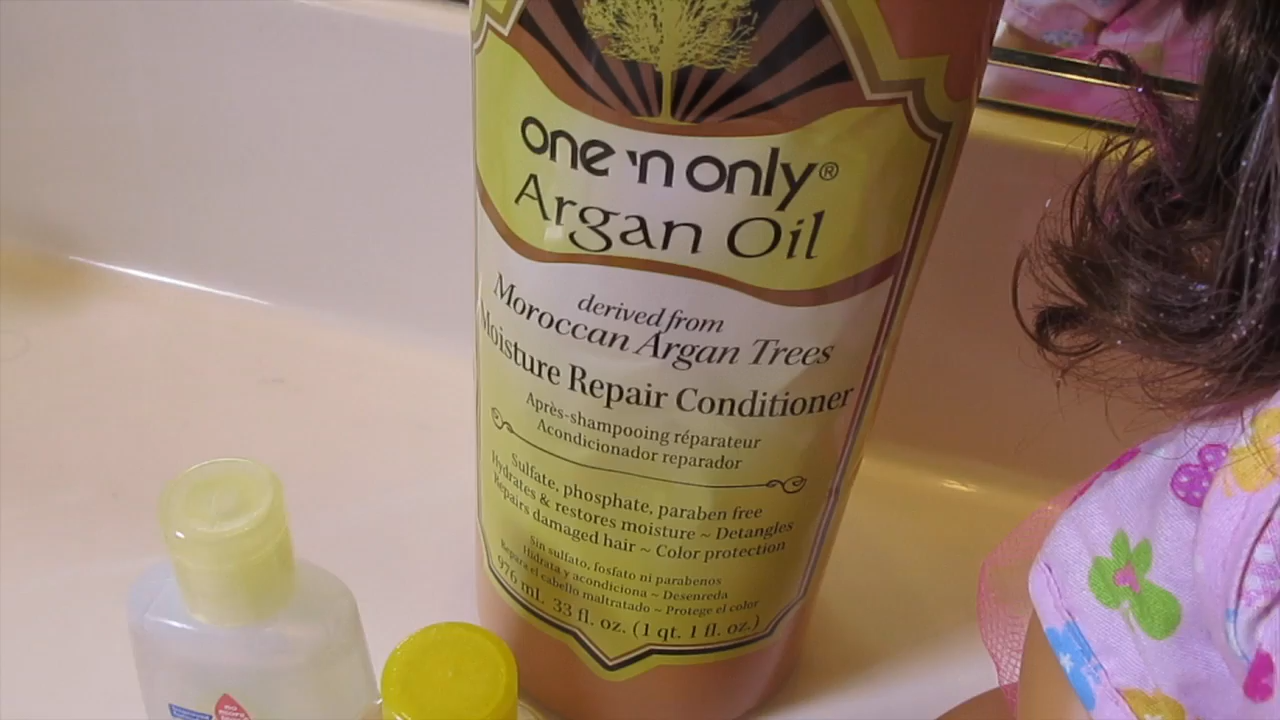 one 'n only®
Argan Oil
derived from
Moroccan Argan Trees
Moisture Repair Conditioner
Après-shampooing réparateur
Acondicionador reparador
Sulfate, phosphate, paraben free
Hydrates & restores moisture ~ Detangles
Repairs damaged hair ~ Color protection
Sin sulfato, fosfato ni parabenos
Hidrata y acondiciona ~ Desenreda
Repara el cabello maltratado ~ Protege el color
976 ml. 33 fl. oz. (1 qt. 1 fl. oz.)
no
more